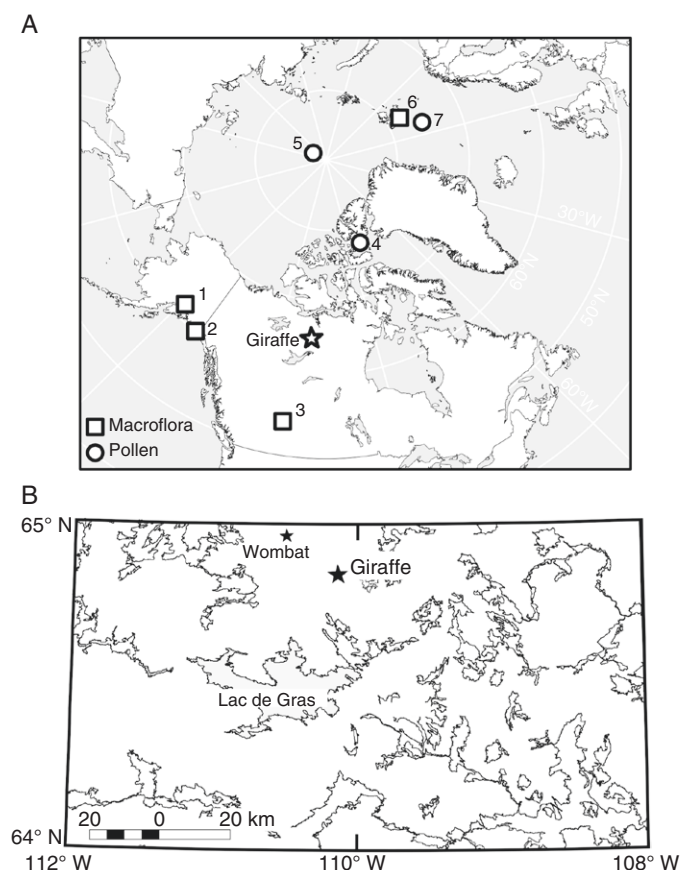 A
6
7
5
30°W
4
60°N
50°N
1
2
Giraffe
60°W
3
Macroflora
Pollen
B
65° N
Wombat
Giraffe
Lac de Gras
20 0 20 km
64° N
112° W 110° W 108° W